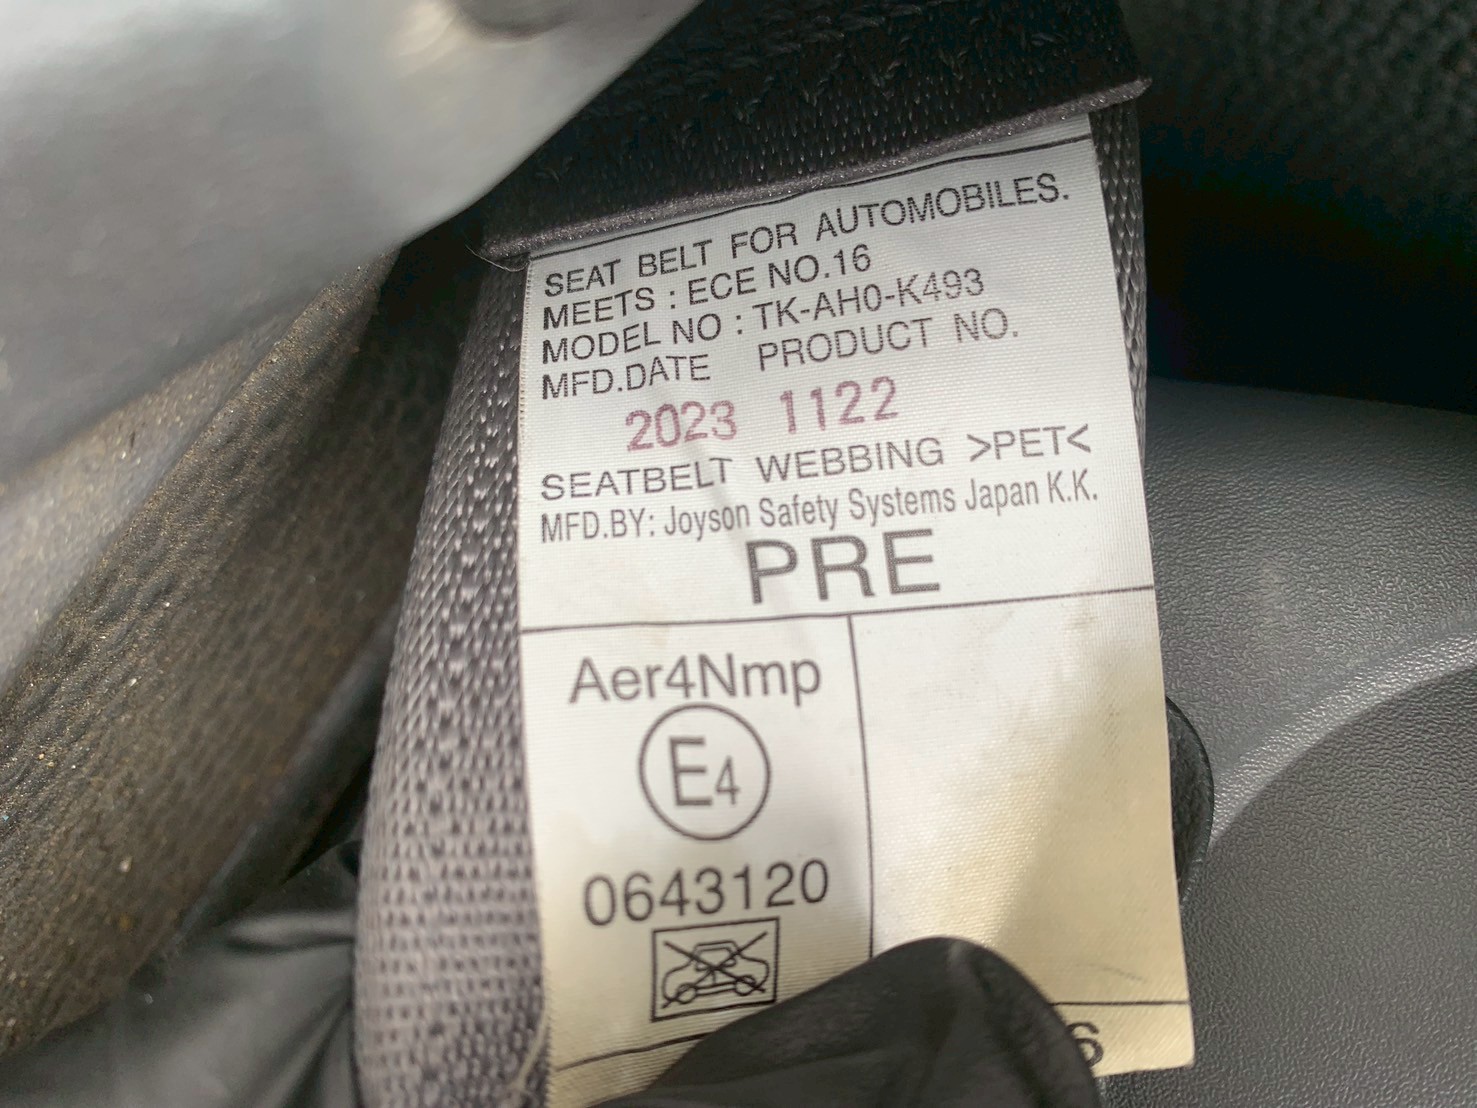 SEAT BELT FOR AUTOMOBILES.
MEETS : ECE NO.16
MODEL NO : TK-AH0-K493
MFD.DATE PRODUCT NO.
2023 1122
SEATBELT WEBBING >PET<
MFD.BY: Joyson Safety Systems Japan K.K.
PRE
Aer4Nmp
E4
0643120
6